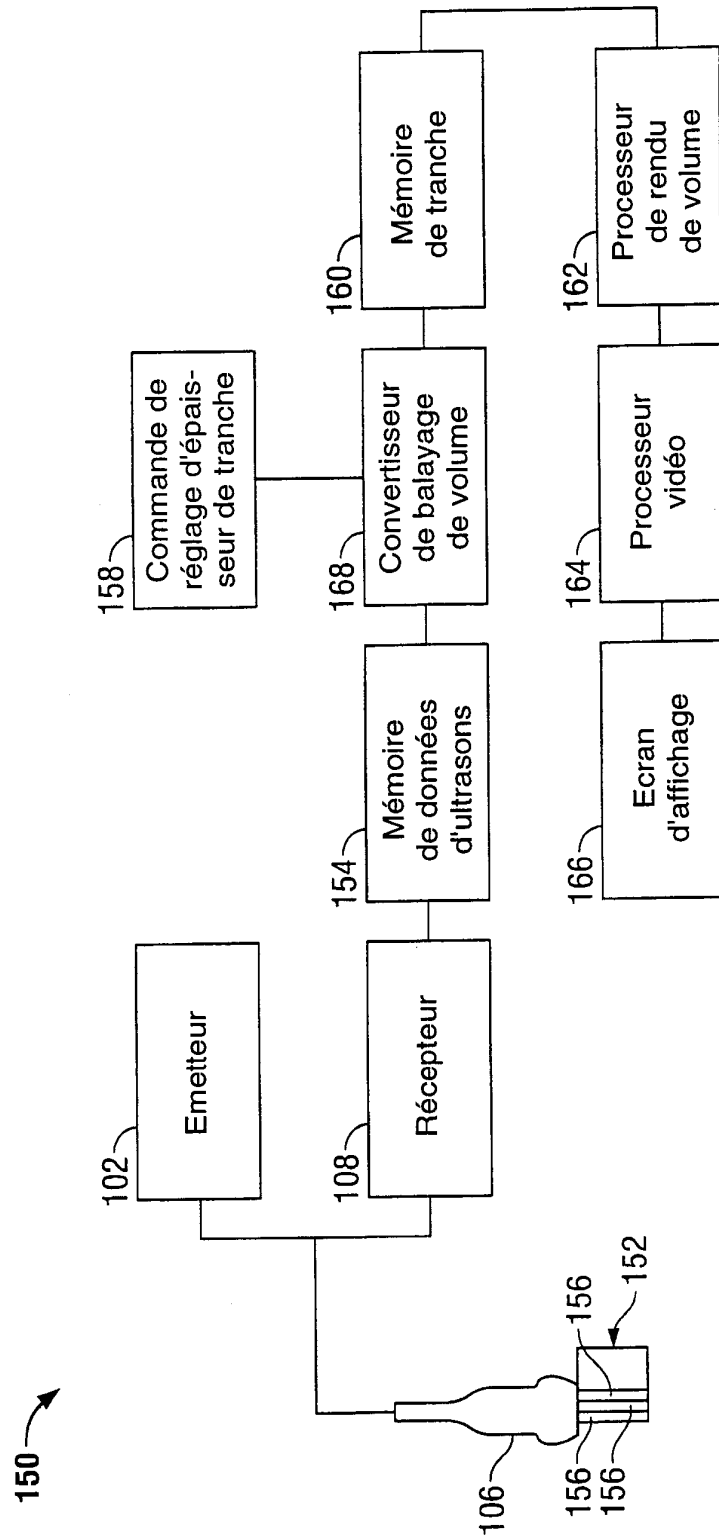 150
102
Emetteur
108
Récepteur
106
156
156
156
152
154
Mémoire
de données
d'ultrasons
158
Commande de
réglage d'épais-
seur de tranche
168
Convertisseur
de balayage
de volume
160
Mémoire
de tranche
166
Ecran
d'affichage
164
Processeur
vidéo
162
Processeur
de rendu
de volume